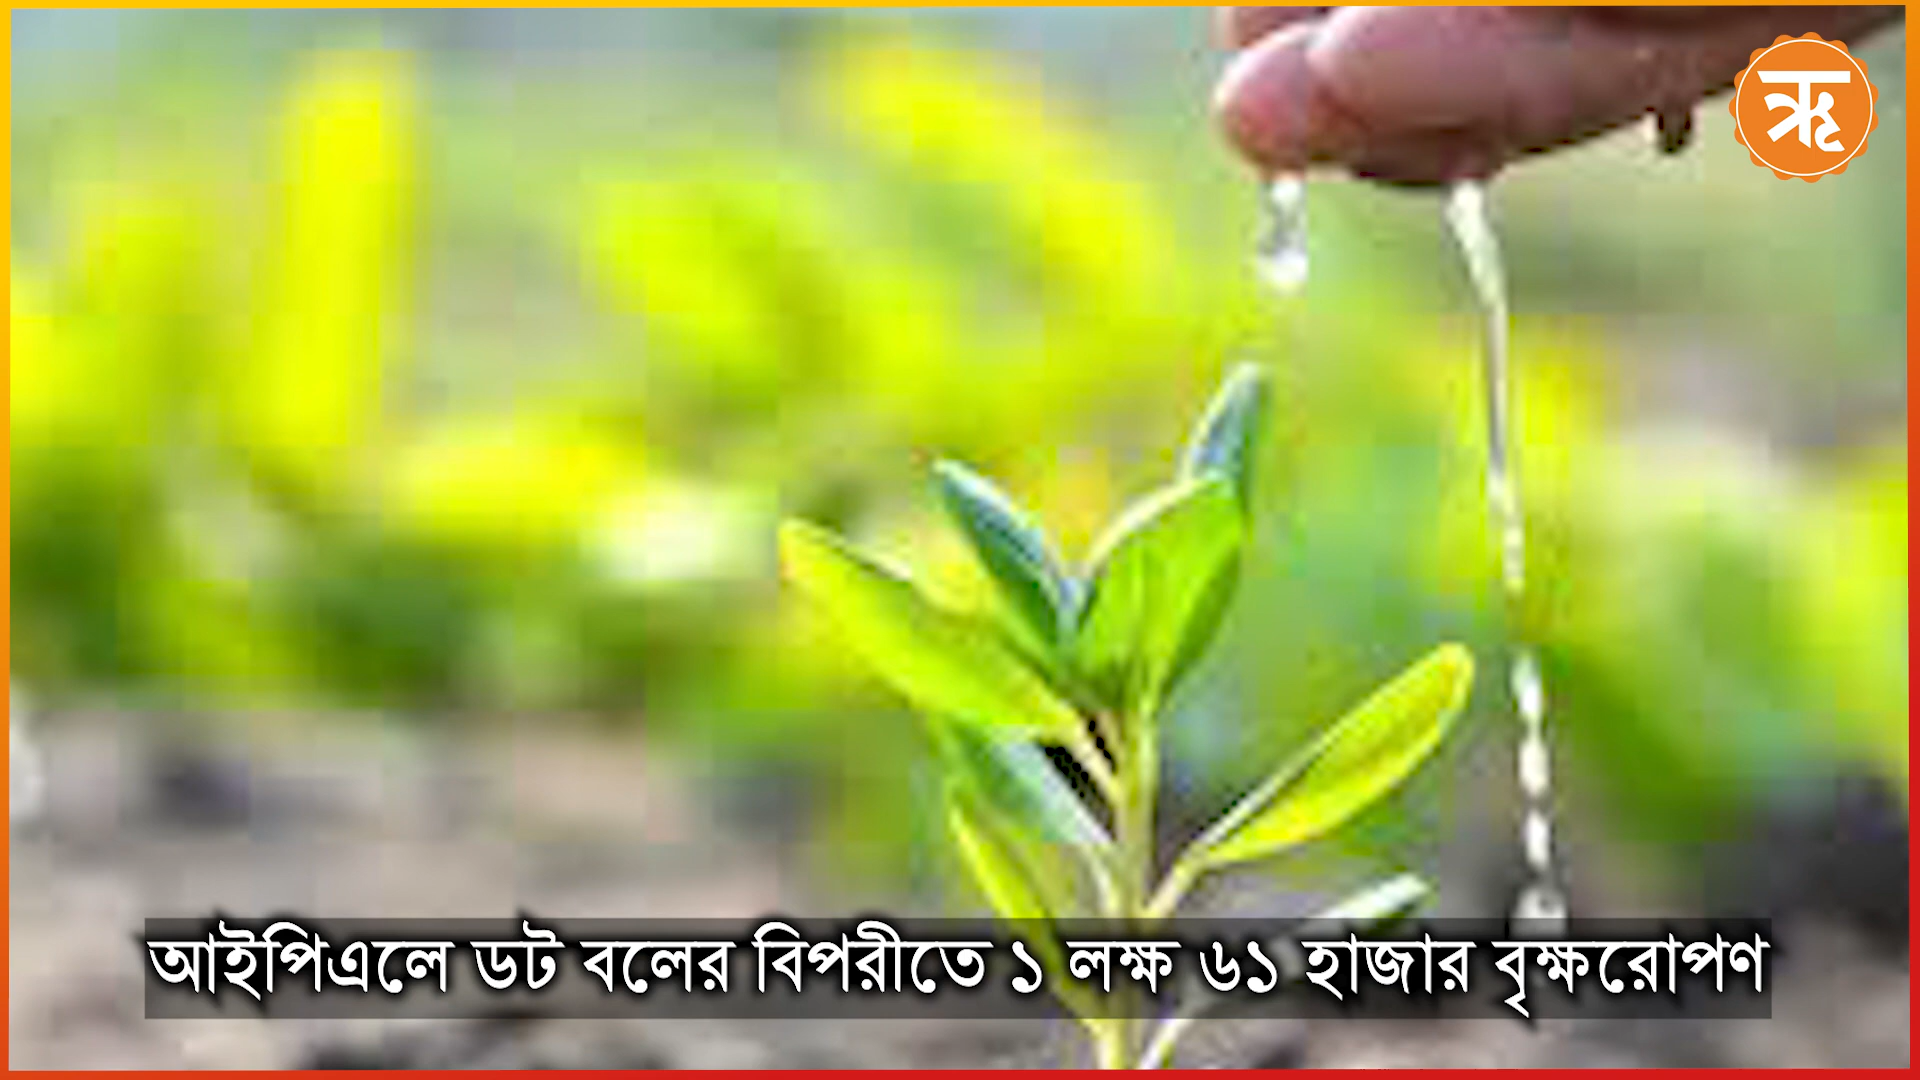 ঋ
আইপিএলে ডট বলের বিপরীতে ১ লক্ষ ৬১ হাজার বৃক্ষরোপণ